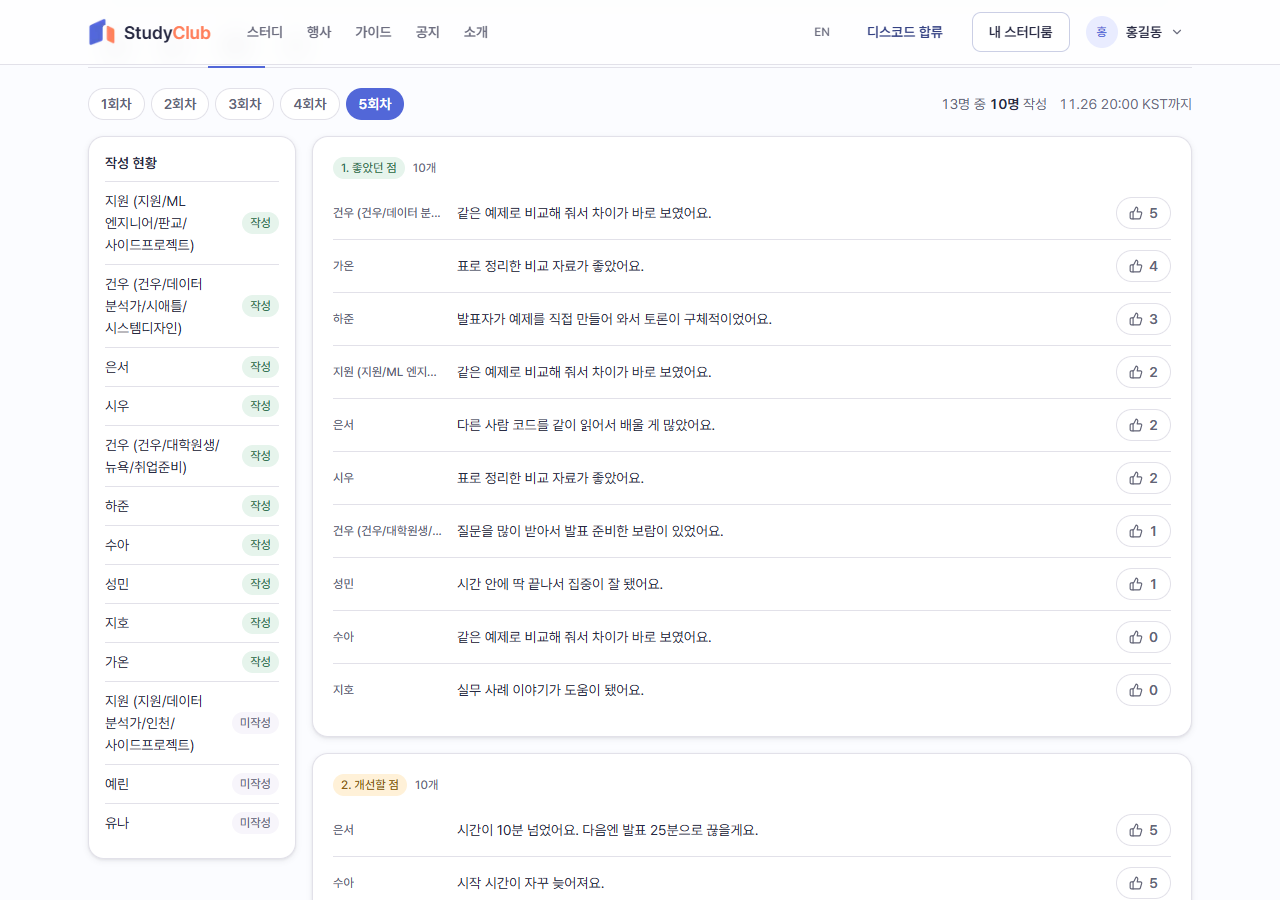 StudyClub
스터디
행사
가이드
공지
소개
EN
디스코드 합류
내 스터디룸
홍
홍길동
1회차
2회차
3회차
4회차
5회차
13명 중 10명 작성
11.26 20:00 KST까지
작성 현황
지원 (지원/ML
엔지니어/판교/
사이드프로젝트)
작성
건우 (건우/데이터
분석가/시애틀/
시스템디자인)
작성
은서
작성
시우
작성
건우 (건우/대학원생/
뉴욕/취업준비)
작성
하준
작성
수아
작성
성민
작성
지호
작성
가온
작성
지원 (지원/데이터
분석가/인천/
사이드프로젝트)
미작성
예린
미작성
유나
미작성
1. 좋았던 점
10개
건우 (건우/데이터 분...
같은 예제로 비교해 줘서 차이가 바로 보였어요.
5
가온
표로 정리한 비교 자료가 좋았어요.
4
하준
발표자가 예제를 직접 만들어 와서 토론이 구체적이었어요.
3
지원 (지원/ML 엔지...
같은 예제로 비교해 줘서 차이가 바로 보였어요.
2
은서
다른 사람 코드를 같이 읽어서 배울 게 많았어요.
2
시우
표로 정리한 비교 자료가 좋았어요.
2
건우 (건우/대학원생/...
질문을 많이 받아서 발표 준비한 보람이 있었어요.
1
성민
시간 안에 딱 끝나서 집중이 잘 됐어요.
1
수아
같은 예제로 비교해 줘서 차이가 바로 보였어요.
0
지호
실무 사례 이야기가 도움이 됐어요.
0
2. 개선할 점
10개
은서
시간이 10분 넘었어요. 다음엔 발표 25분으로 끊을게요.
5
수아
시작 시간이 자꾸 늦어져요.
5